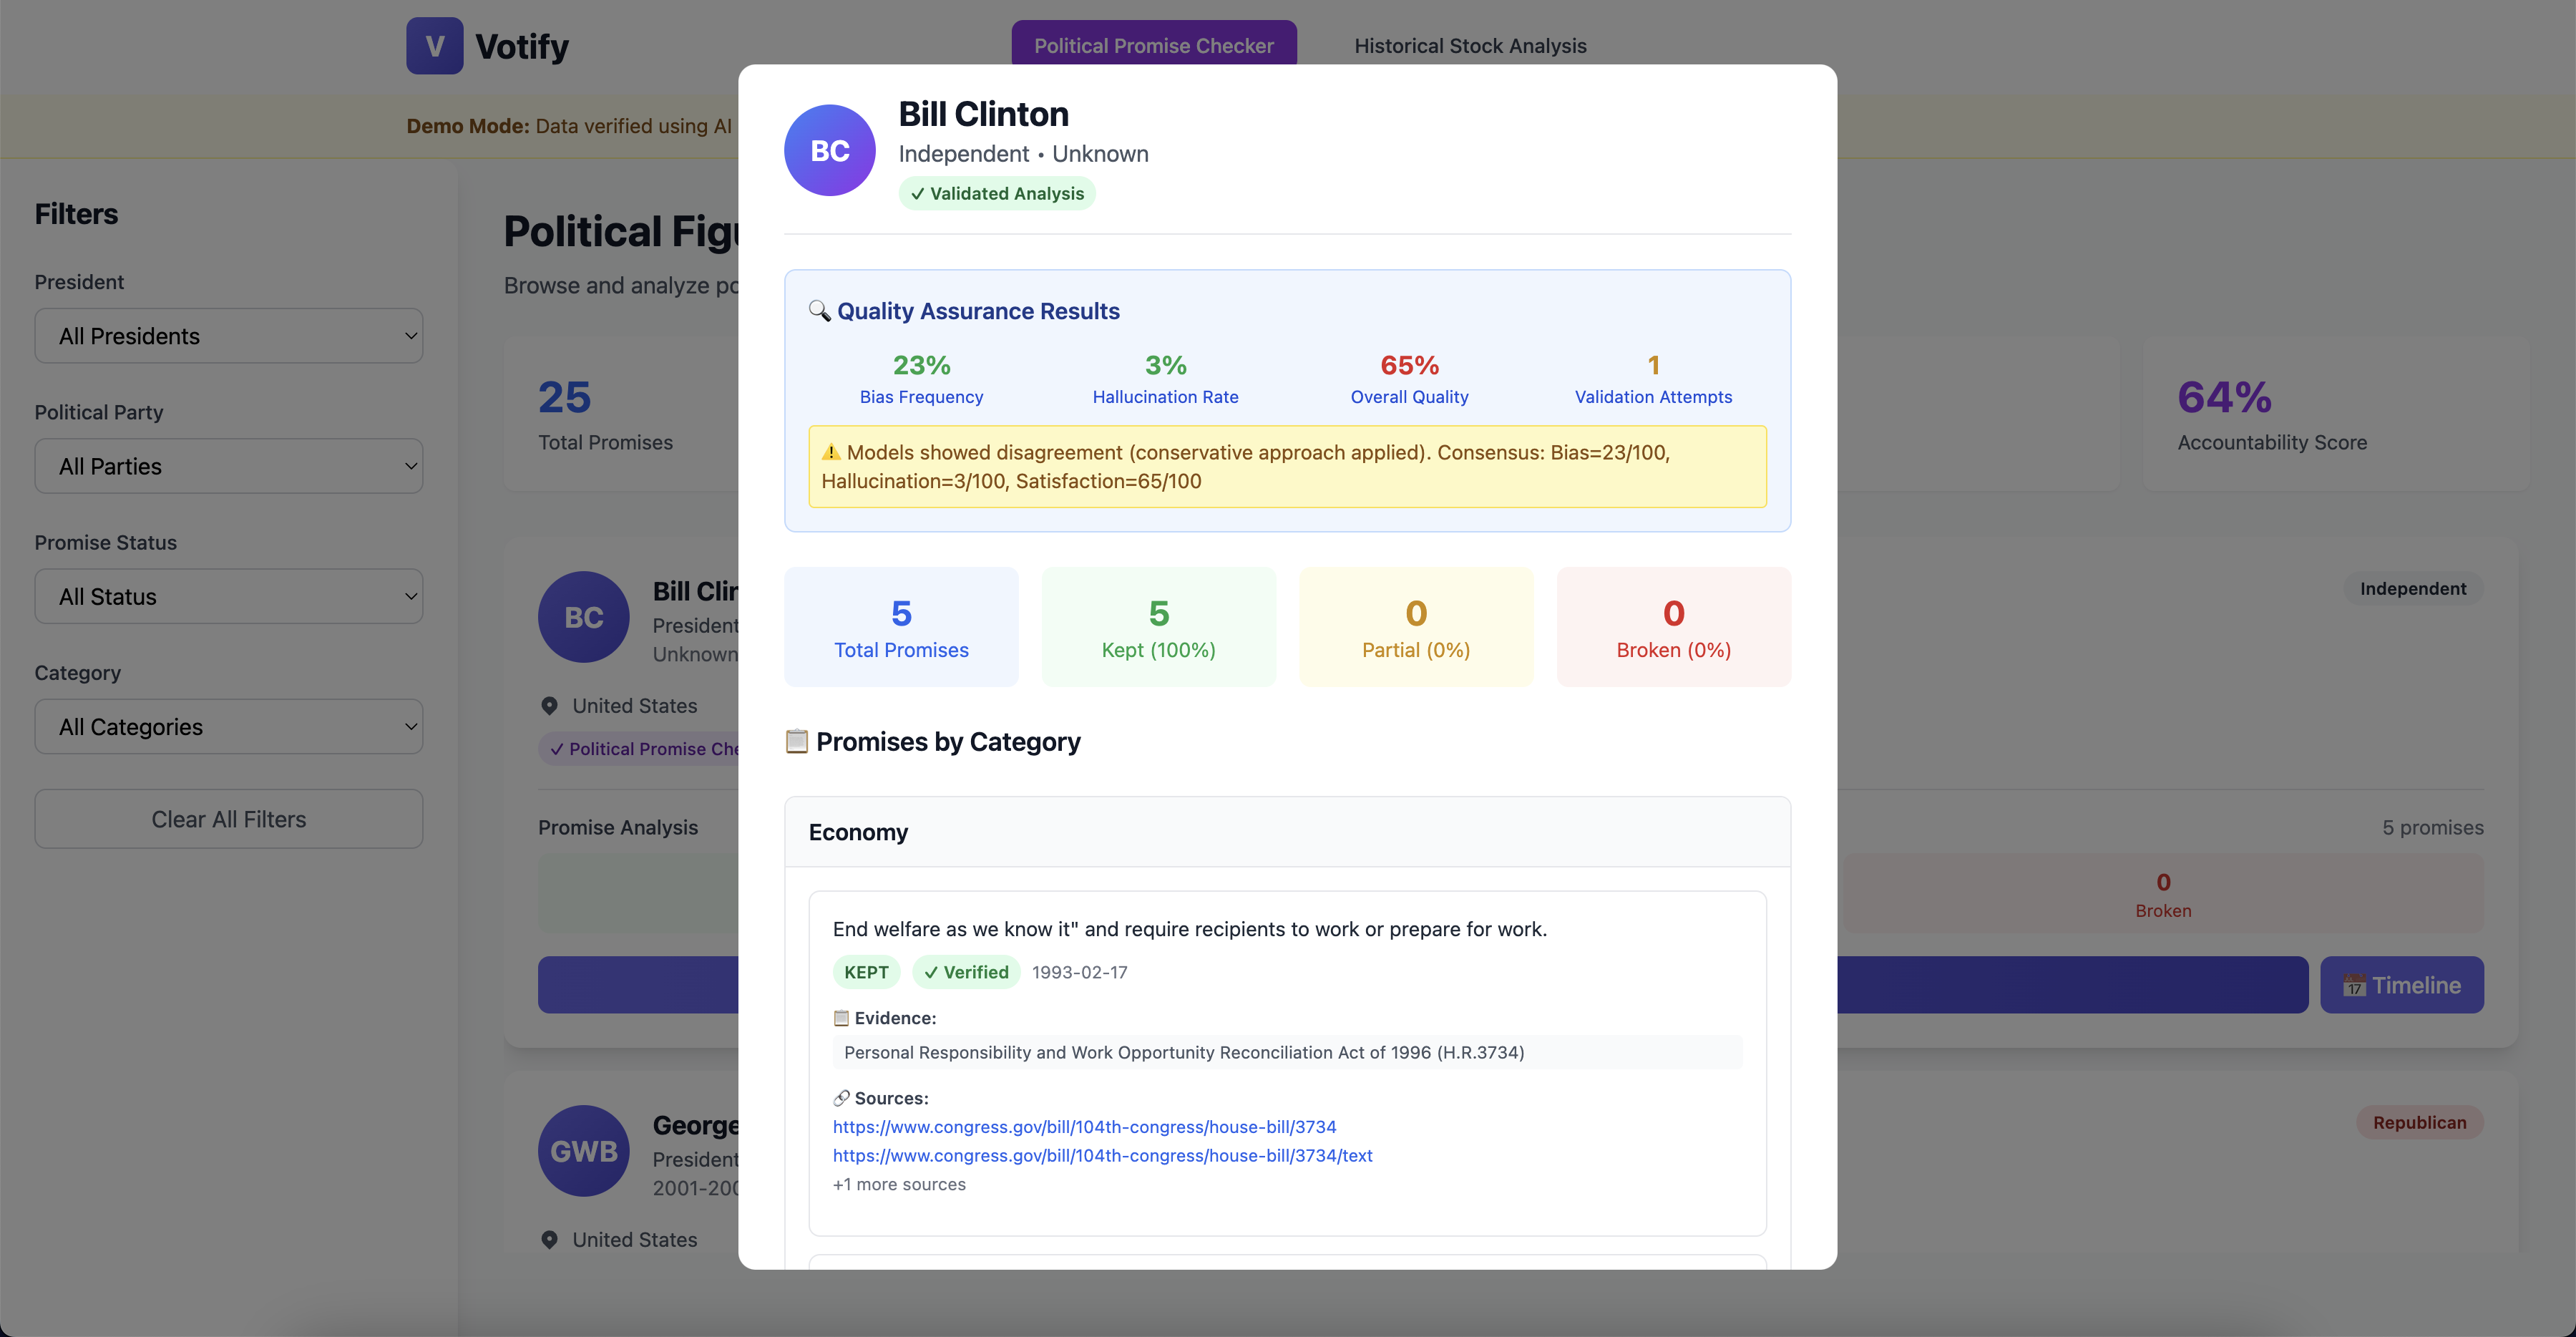 V Votify
Political Promise Checker
Historical Stock Analysis
Demo Mode: Data verified using AI
Filters
President
All Presidents
Political Party
All Parties
Promise Status
All Status
Category
All Categories
Clear All Filters
Political
Browse and analyze
25
Total Promises
64%
Accountability Score
BC
Bill
President
Unknown
United States
✓ Political Promise
Independent
Promise Analysis
5 promises
0
Broken
📅 Timeline
GWB
George
President
United States
Republican
BC
Bill Clinton
Independent • Unknown
✓ Validated Analysis
🔍 Quality Assurance Results
23%
Bias Frequency
3%
Hallucination Rate
65%
Overall Quality
1
Validation Attempts
⚠️ Models showed disagreement (conservative approach applied). Consensus: Bias=23/100,
Hallucination=3/100, Satisfaction=65/100
5
Total Promises
5
Kept (100%)
0
Partial (0%)
0
Broken (0%)
📋 Promises by Category
Economy
End welfare as we know it" and require recipients to work or prepare for work.
KEPT ✓ Verified 1993-02-17
📋 Evidence:
Personal Responsibility and Work Opportunity Reconciliation Act of 1996 (H.R.3734)
🔗 Sources:
https://www.congress.gov/bill/104th-congress/house-bill/3734
https://www.congress.gov/bill/104th-congress/house-bill/3734/text
+1 more sources